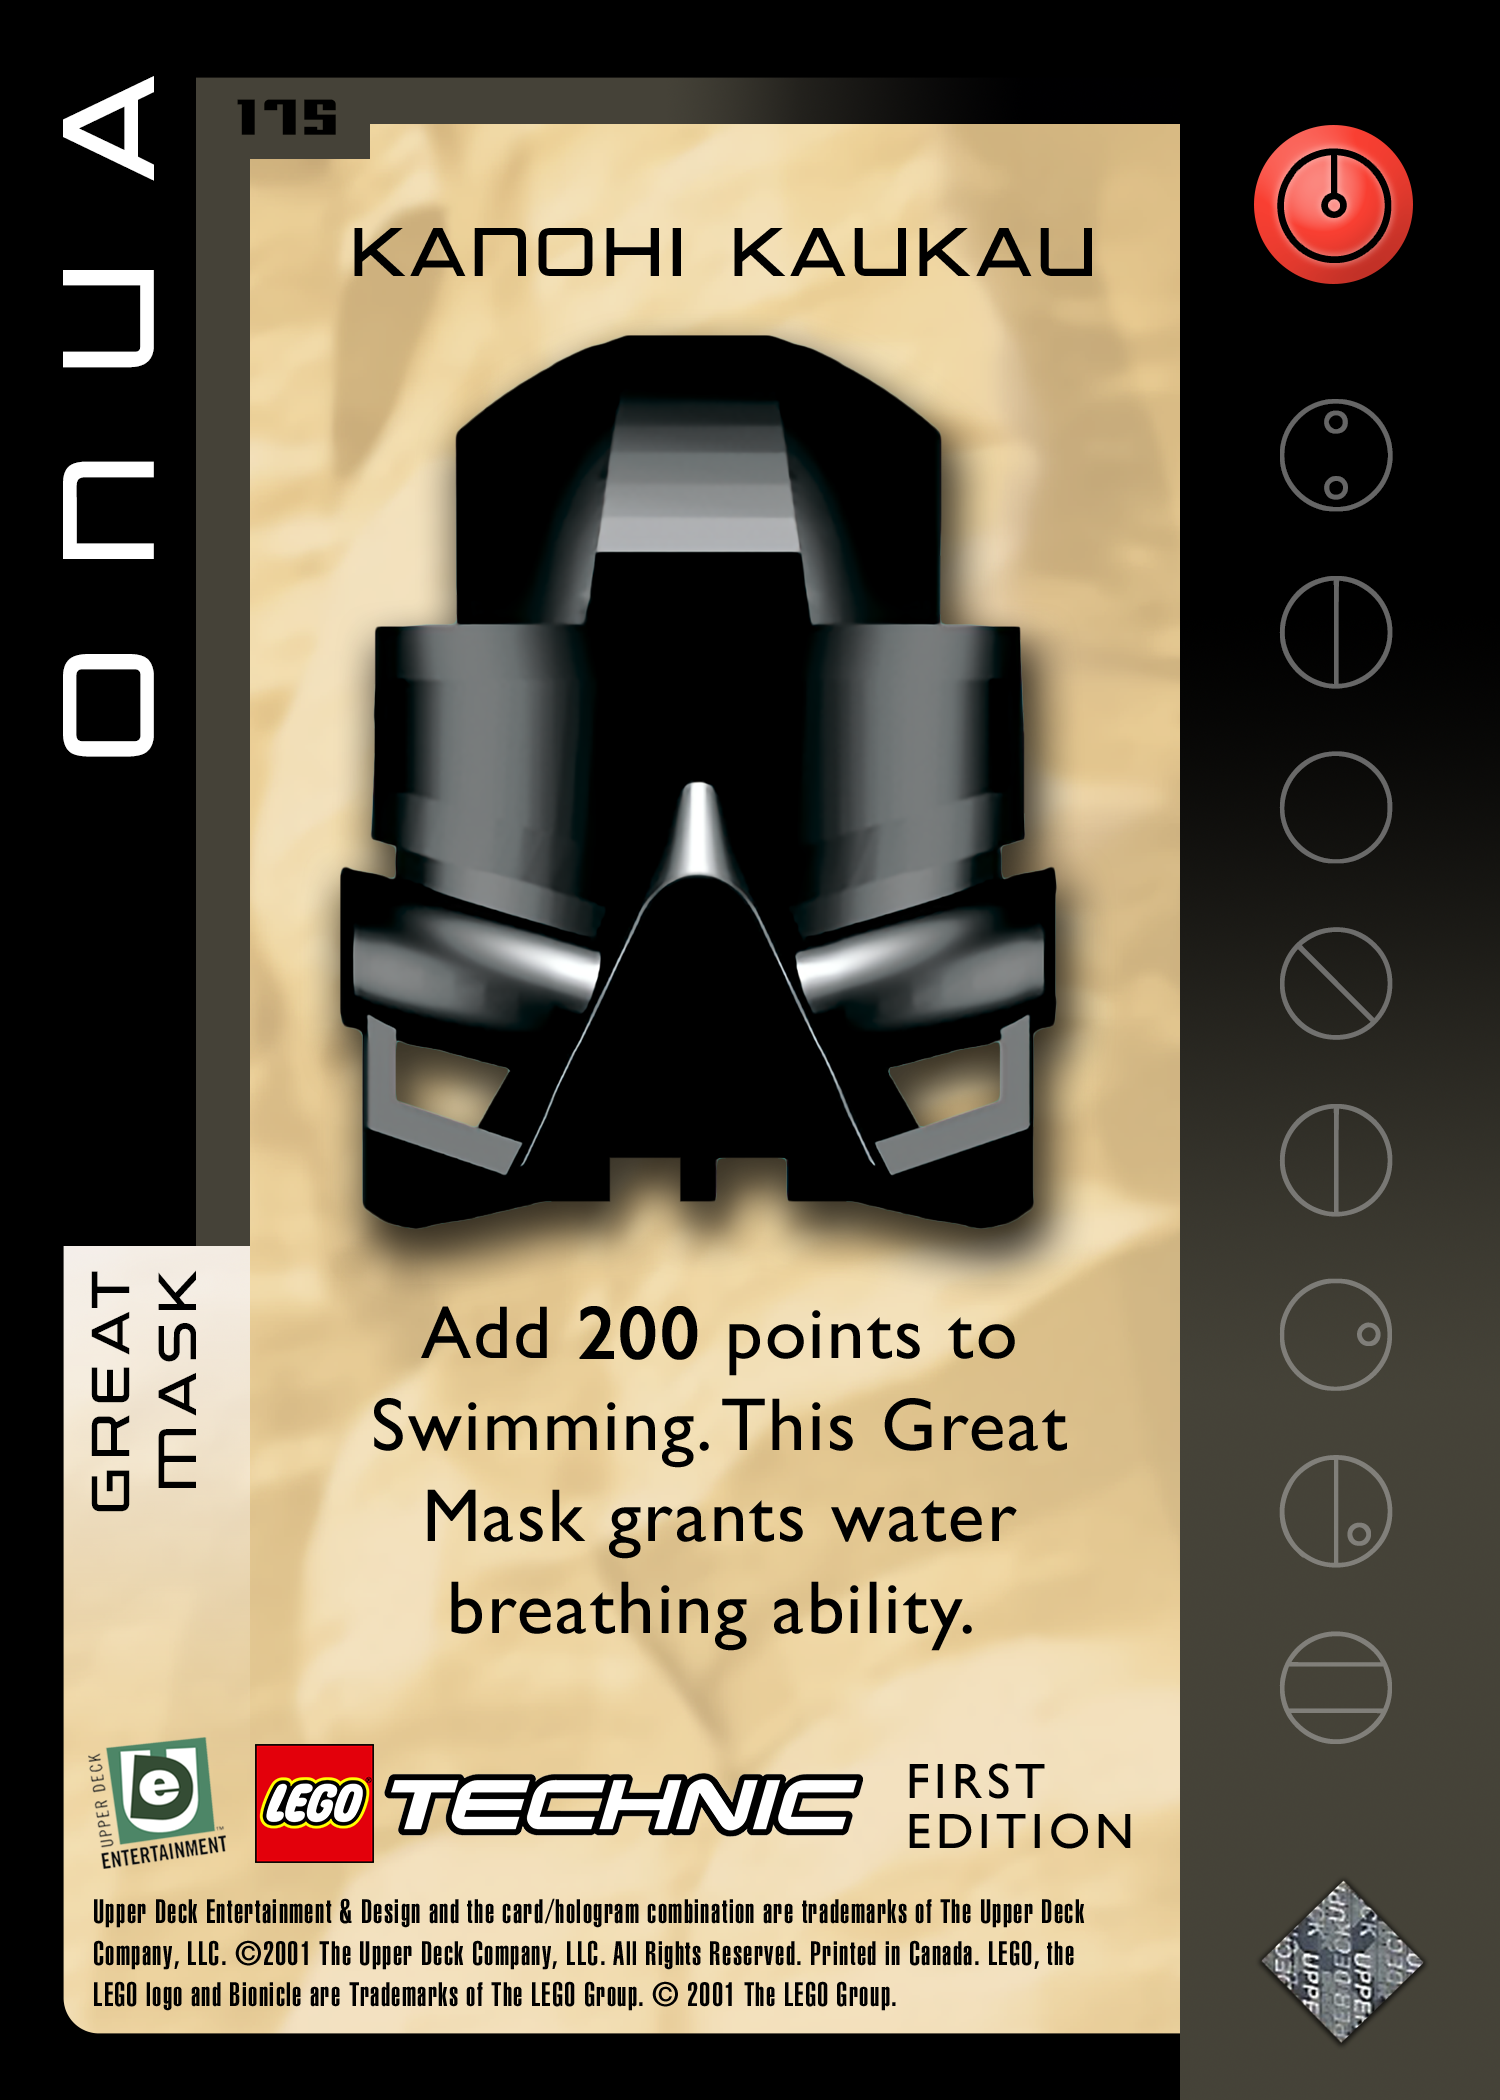 ONUA
175
KANOHI KAUKAU
Add 200 points to
Swimming. This Great
Mask grants water
breathing ability.
GREAT
MASK
UPPER DECK
ENTERTAINMENT
LEGO
TECHNIC
FIRST
EDITION
Upper Deck Entertainment & Design and the card/hologram combination are trademarks of The Upper Deck
Company, LLC. ©2001 The Upper Deck Company, LLC. All Rights Reserved. Printed in Canada. LEGO, the
LEGO logo and Bionicle are Trademarks of The LEGO Group. © 2001 The LEGO Group.